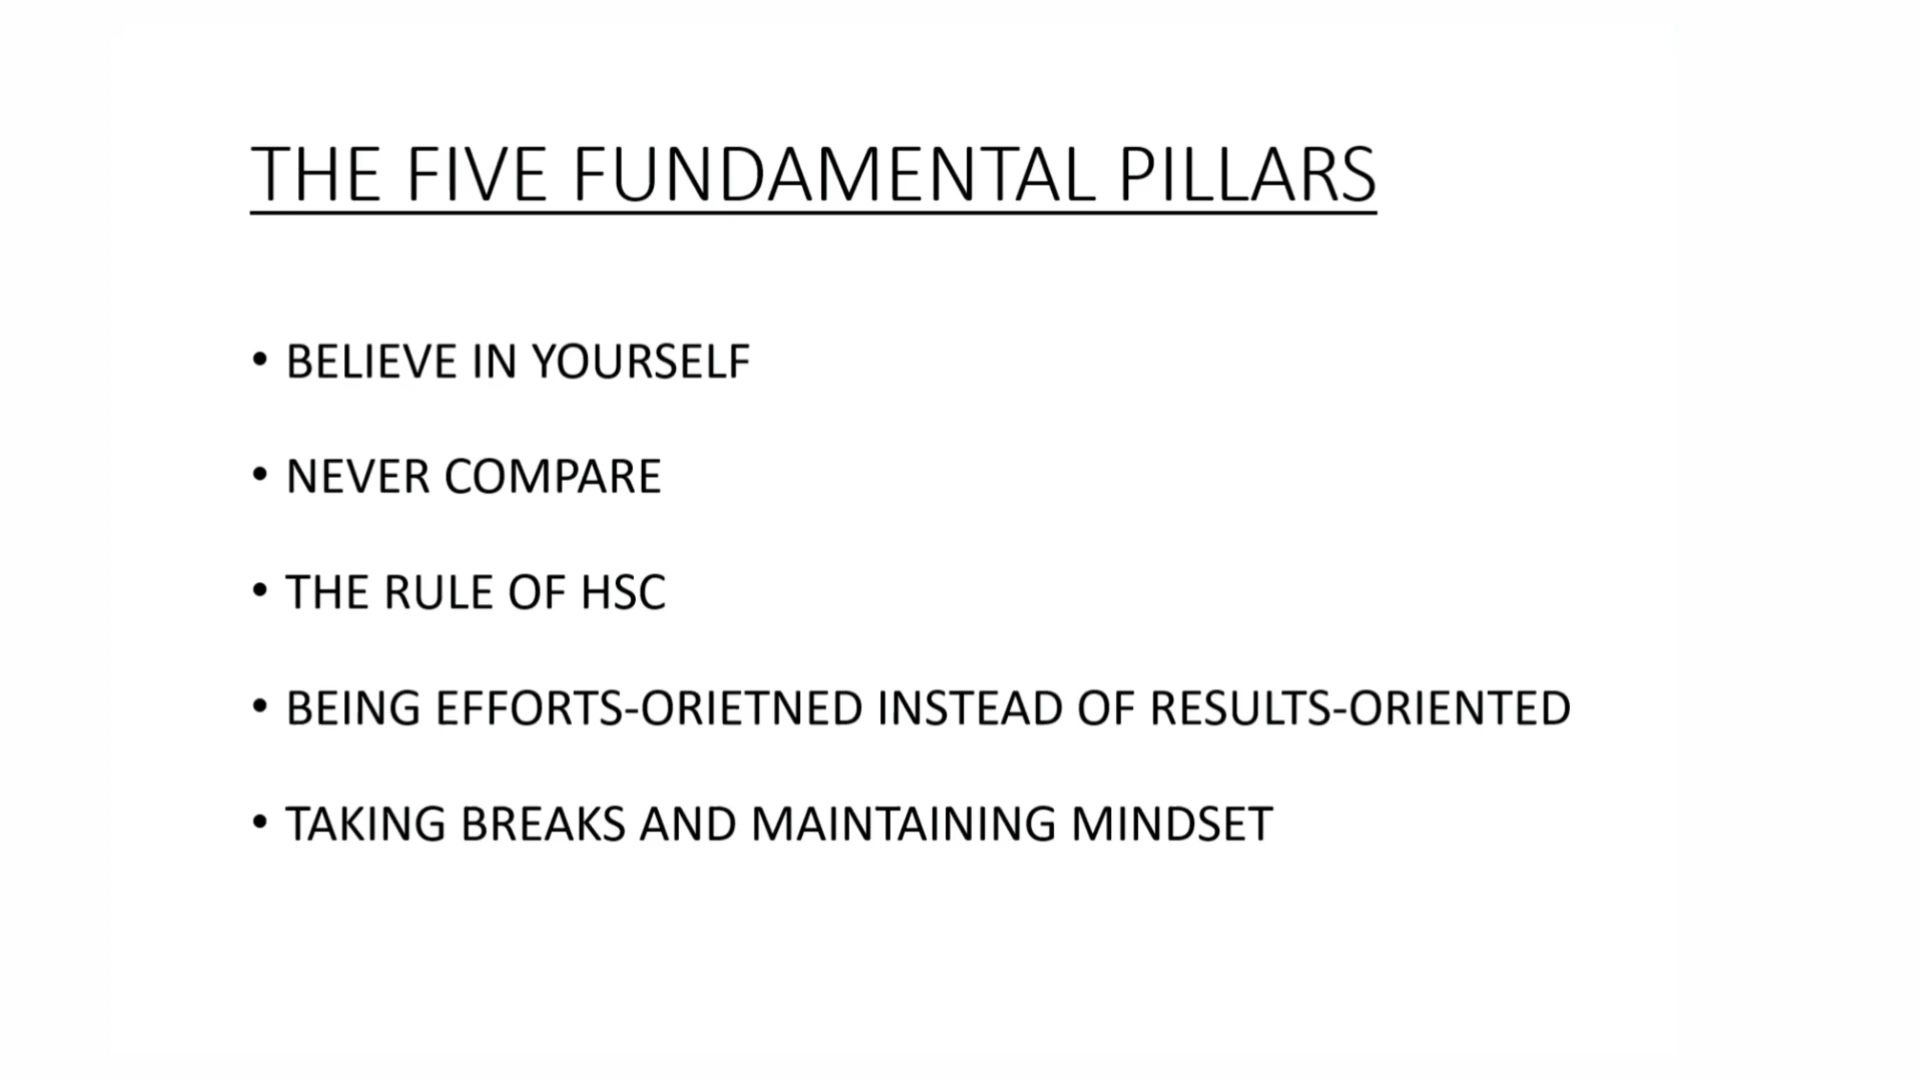 THE FIVE FUNDAMENTAL PILLARS
• BELIEVE IN YOURSELF
• NEVER COMPARE
• THE RULE OF HSC
• BEING EFFORTS-ORIETNED INSTEAD OF RESULTS-ORIENTED
• TAKING BREAKS AND MAINTAINING MINDSET